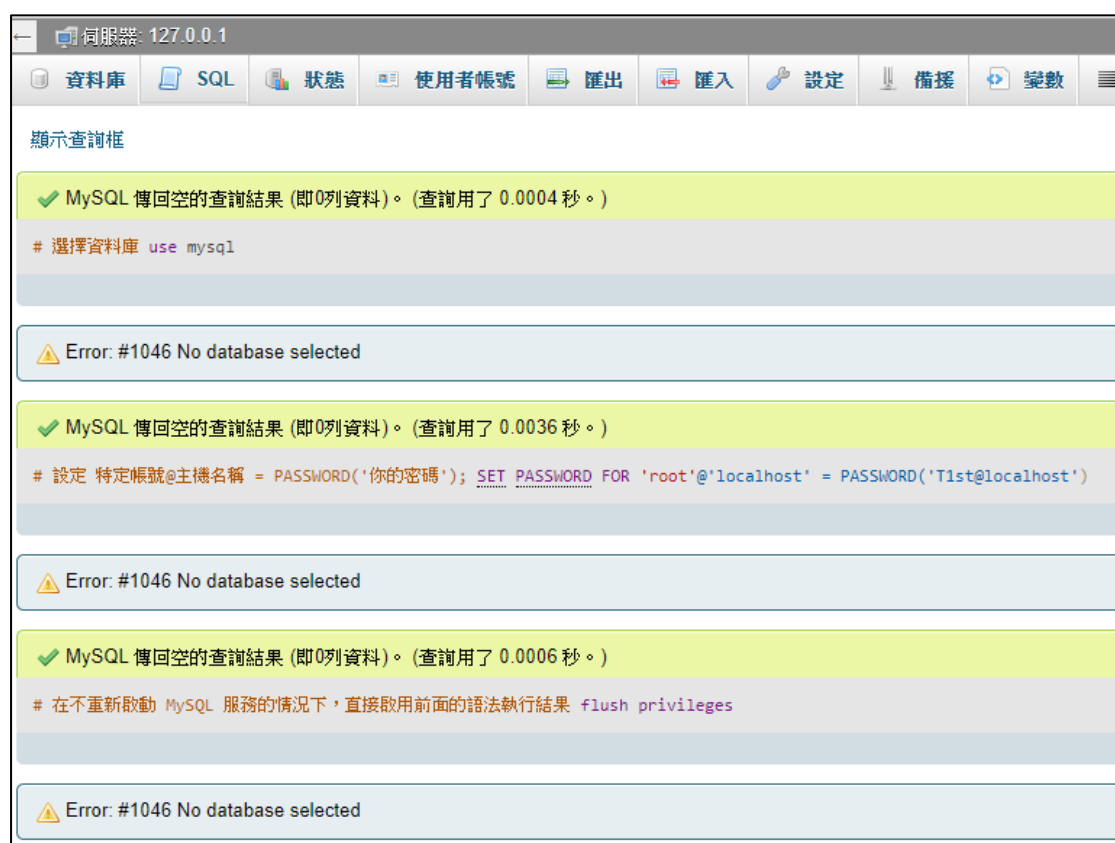 ← 伺服器: 127.0.0.1
資料庫 SQL 狀態 使用者帳號 匯出 匯入 設定 備援 變數
顯示查詢框
MySQL 傳回空的查詢結果 (即0列資料)。 (查詢用了 0.0004 秒。)
# 選擇資料庫 use mysql
Error: #1046 No database selected
MySQL 傳回空的查詢結果 (即0列資料)。 (查詢用了 0.0036 秒。)
# 設定 特定帳號@主機名稱 = PASSWORD('你的密碼'); SET PASSWORD FOR 'root'@'localhost' = PASSWORD('T1st@localhost')
Error: #1046 No database selected
MySQL 傳回空的查詢結果 (即0列資料)。 (查詢用了 0.0006 秒。)
# 在不重新啟動 MySQL 服務的情況下，直接啟用前面的語法執行結果 flush privileges
Error: #1046 No database selected